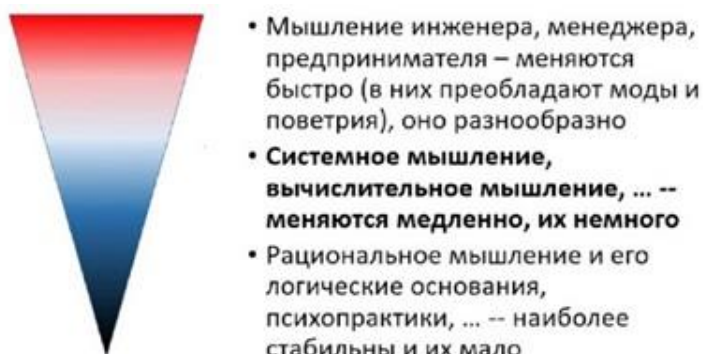 • Мышление инженера, менеджера,
предпринимателя – меняются
быстро (в них преобладают моды и
поветрия), оно разнообразно
• Системное мышление,
вычислительное мышление, ... --
меняются медленно, их немного
• Рациональное мышление и его
логические основания,
психопрактики, ... -- наиболее
стабильны и их мало